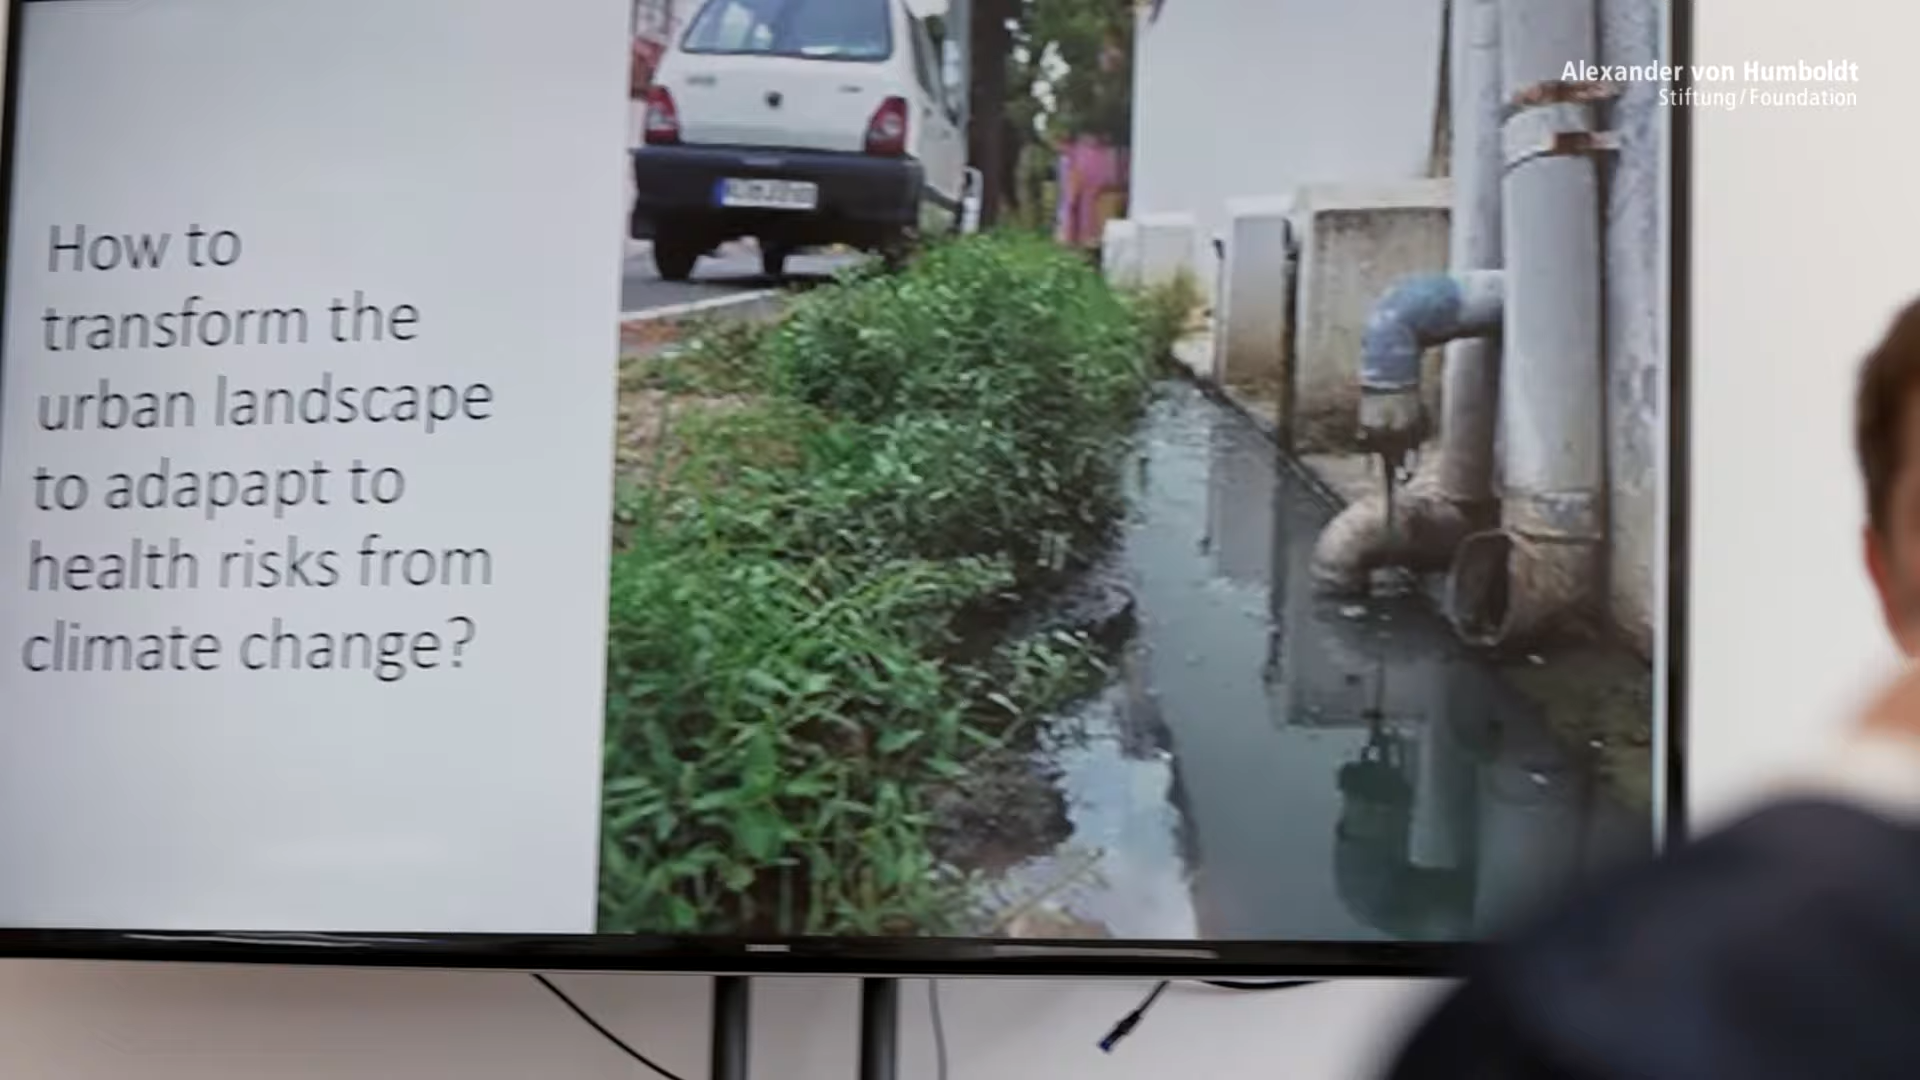 Alexander von Humboldt
Stiftung/Foundation
How to
transform the
urban landscape
to adapapt to
health risks from
climate change?